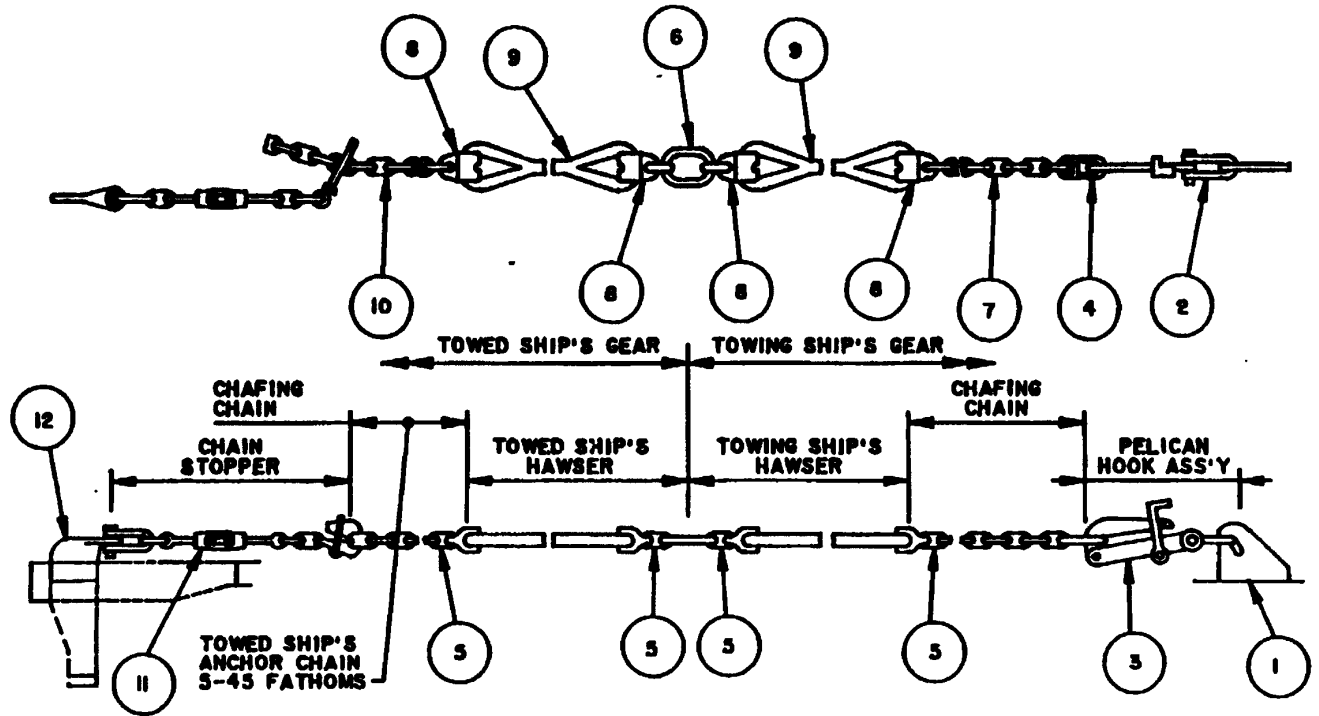 8
9
6
9
10
8
8
8
7
4
2
TOWED SHIP'S GEAR
TOWING SHIP'S GEAR
CHAFING
CHAIN
CHAFING
CHAIN
12
CHAIN
STOPPER
TOWED SHIP'S
HAWSER
TOWING SHIP'S
HAWSER
PELICAN
HOOK ASS'Y
TOWED SHIP'S
ANCHOR CHAIN
5-45 FATHOMS
11
5
5
5
5
3
1